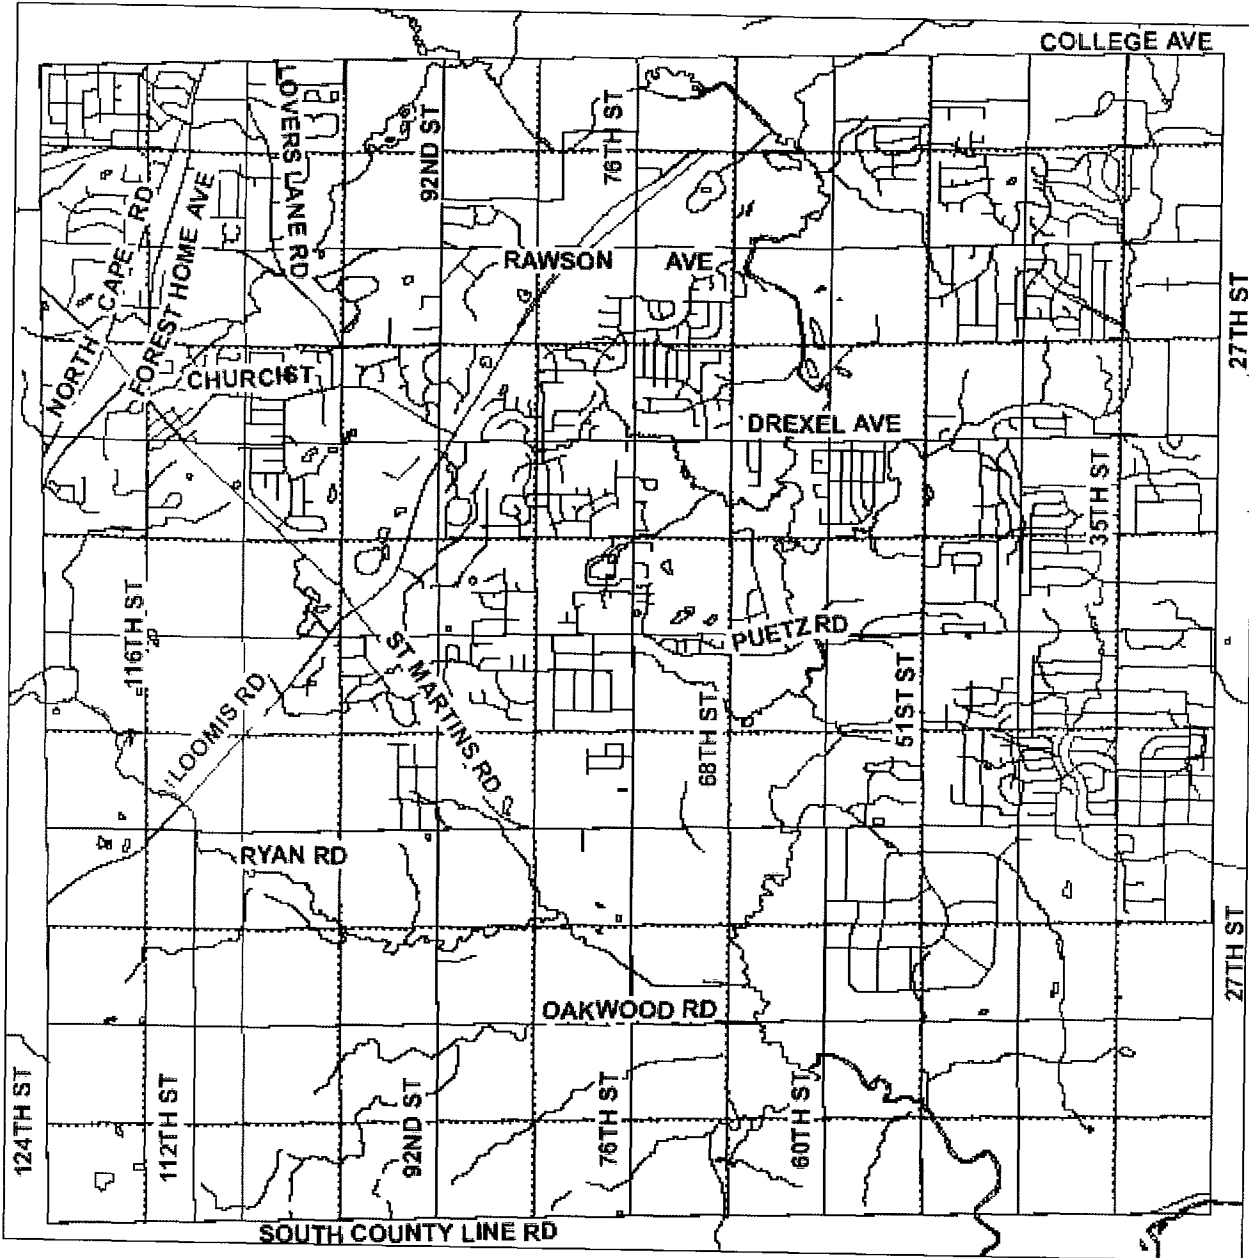 COLLEGE AVE
LOVERS LANE RD
92ND ST
76TH ST
NORTH CAPE RD
FOREST HOME AVE
RAWSON AVE
27TH ST
CHURCH ST
DREXEL AVE
35TH ST
116TH ST
PUETZ RD
ST MARTINS RD
LOOMIS RD
51ST ST
68TH ST
RYAN RD
27TH ST
OAKWOOD RD
124TH ST
112TH ST
92ND ST
76TH ST
60TH ST
SOUTH COUNTY LINE RD